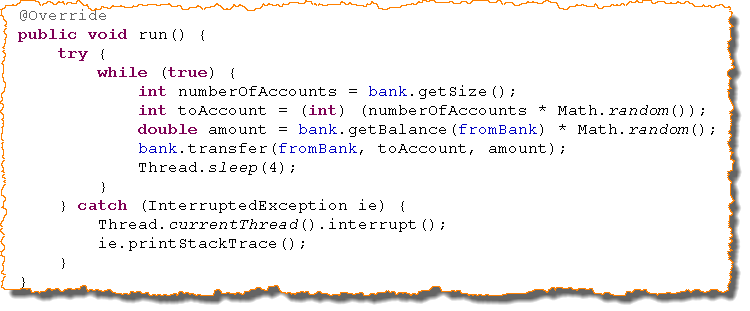 @Override
public void run() {
    try {
        while (true) {
            int numberOfAccounts = bank.getSize();
            int toAccount = (int) (numberOfAccounts * Math.random());
            double amount = bank.getBalance(fromBank) * Math.random();
            bank.transfer(fromBank, toAccount, amount);
            Thread.sleep(4);
        }
    } catch (InterruptedException ie) {
        Thread.currentThread().interrupt();
        ie.printStackTrace();
    }
}